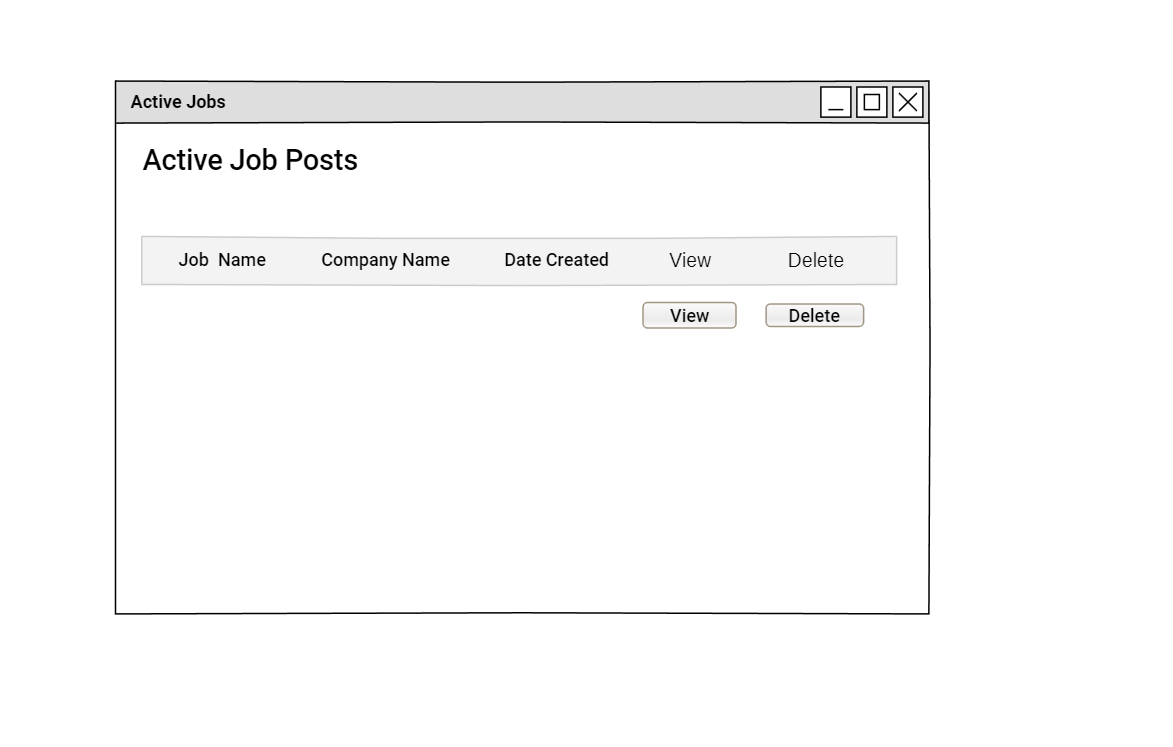 Active Jobs
Active Job Posts
Job  Name Company Name Date Created View Delete
View Delete